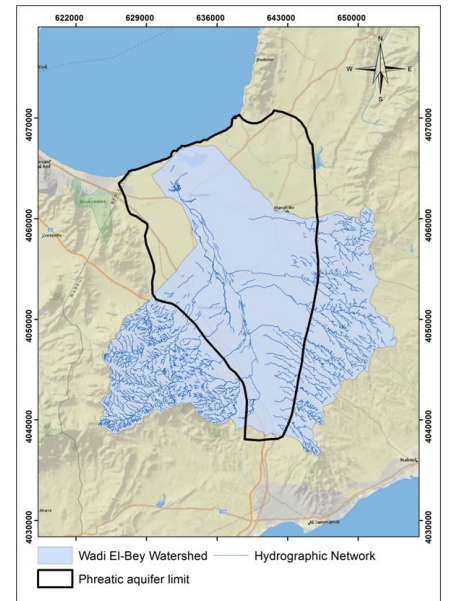 622000 629000 636000 643000 650000
N
W E
S
4070000 4070000
4060000 4060000
4050000 4050000
4040000 4040000
4030000 4030000
Wadi El-Bey Watershed
Hydrographic Network
Phreatic aquifer limit